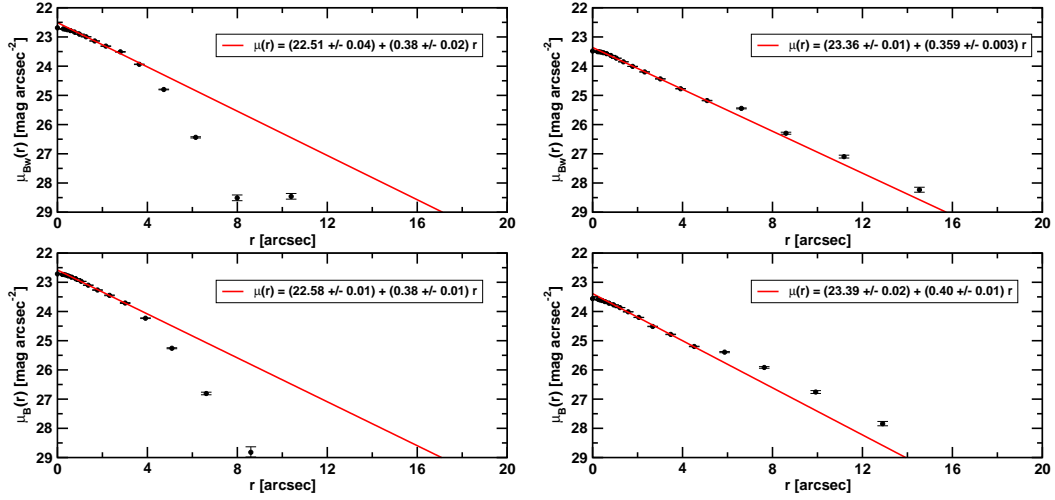 22
23
24
25
26
27
28
29
μBw(r) [mag arcsec-2]
μ(r) = (22.51 +/- 0.04) + (0.38 +/- 0.02) r
0 4 8 12 16 20
r [arcsec]
22
23
24
25
26
27
28
29
μBw(r) [mag arcsec-2]
μ(r) = (23.36 +/- 0.01) + (0.359 +/- 0.003) r
0 4 8 12 16 20
r [arcsec]
22
23
24
25
26
27
28
29
μB(r) [mag arcsec-2]
μ(r) = (22.58 +/- 0.01) + (0.38 +/- 0.01) r
0 4 8 12 16 20
r [arcsec]
22
23
24
25
26
27
28
29
μB(r) [mag acrsec-2]
μ(r) = (23.39 +/- 0.02) + (0.40 +/- 0.01) r
0 4 8 12 16 20
r [arcsec]